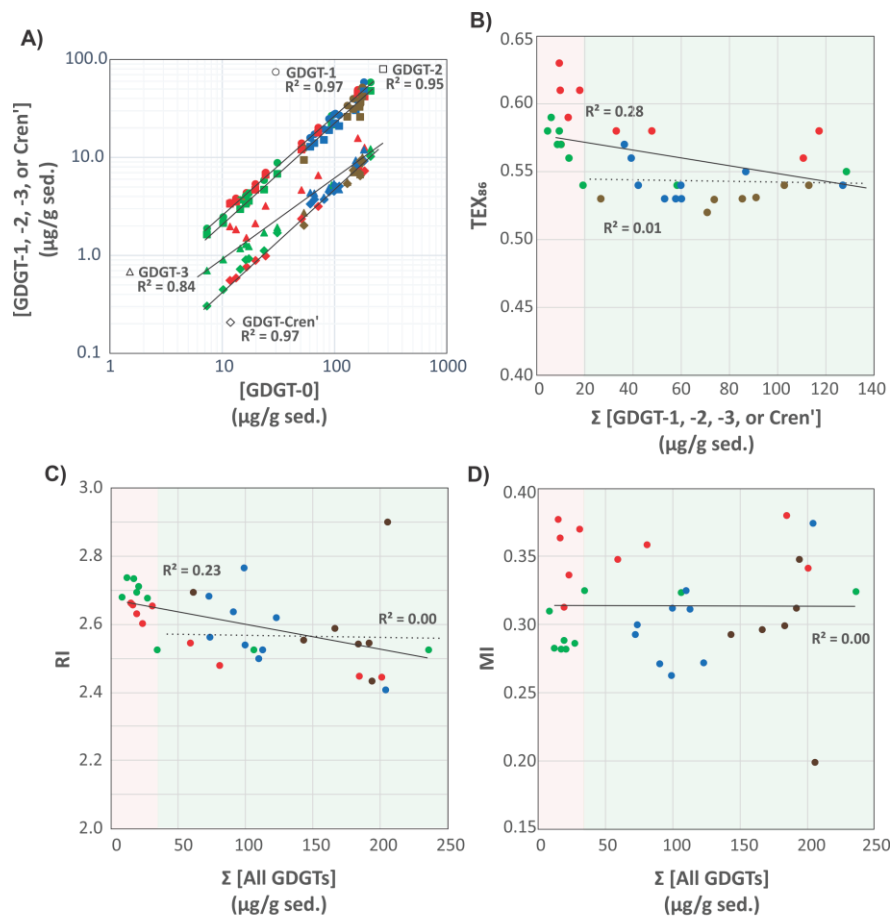 A)
[GDGT-1, -2, -3, or Cren']
(µg/g sed.)
100.0
10.0
1.0
0.1
GDGT-1
R² = 0.97
GDGT-2
R² = 0.95
GDGT-3
R² = 0.84
GDGT-Cren'
R² = 0.97
1
10
100
1000
[GDGT-0]
(µg/g sed.)
B)
TEX₈₆
0.65
0.60
0.55
0.50
0.45
0.40
R² = 0.28
R² = 0.01
0
20
40
60
80
100
120
140
Σ [GDGT-1, -2, -3, or Cren']
(µg/g sed.)
C)
RI
3.0
2.8
2.6
2.4
2.2
2.0
R² = 0.23
R² = 0.00
0
50
100
150
200
250
Σ [All GDGTs]
(µg/g sed.)
D)
MI
0.40
0.35
0.30
0.25
0.20
0.15
R² = 0.00
0
50
100
150
200
250
Σ [All GDGTs]
(µg/g sed.)